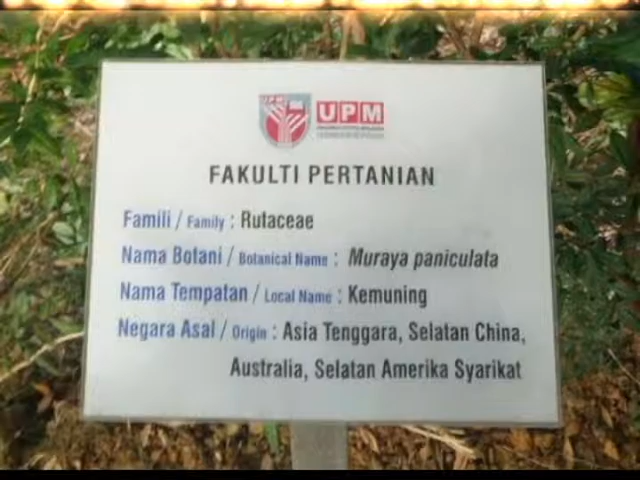 UPM
FAKULTI PERTANIAN
Famili / Family : Rutaceae
Nama Botani / Botanical Name : Muraya paniculata
Nama Tempatan / Local Name : Kemuning
Negara Asal / Origin : Asia Tenggara, Selatan China,
Australia, Selatan Amerika Syarikat